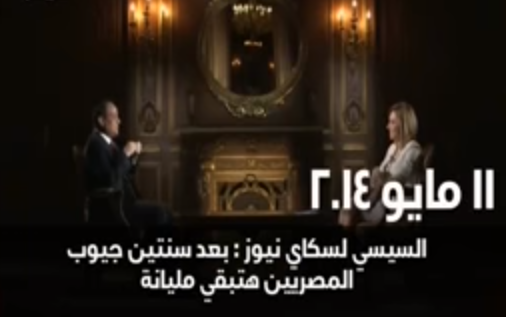 ١١ مايو ٢٠١٤
السيسي لسكاي نيوز : بعد سنتين جيوب
المصريين هتبقي مليانة